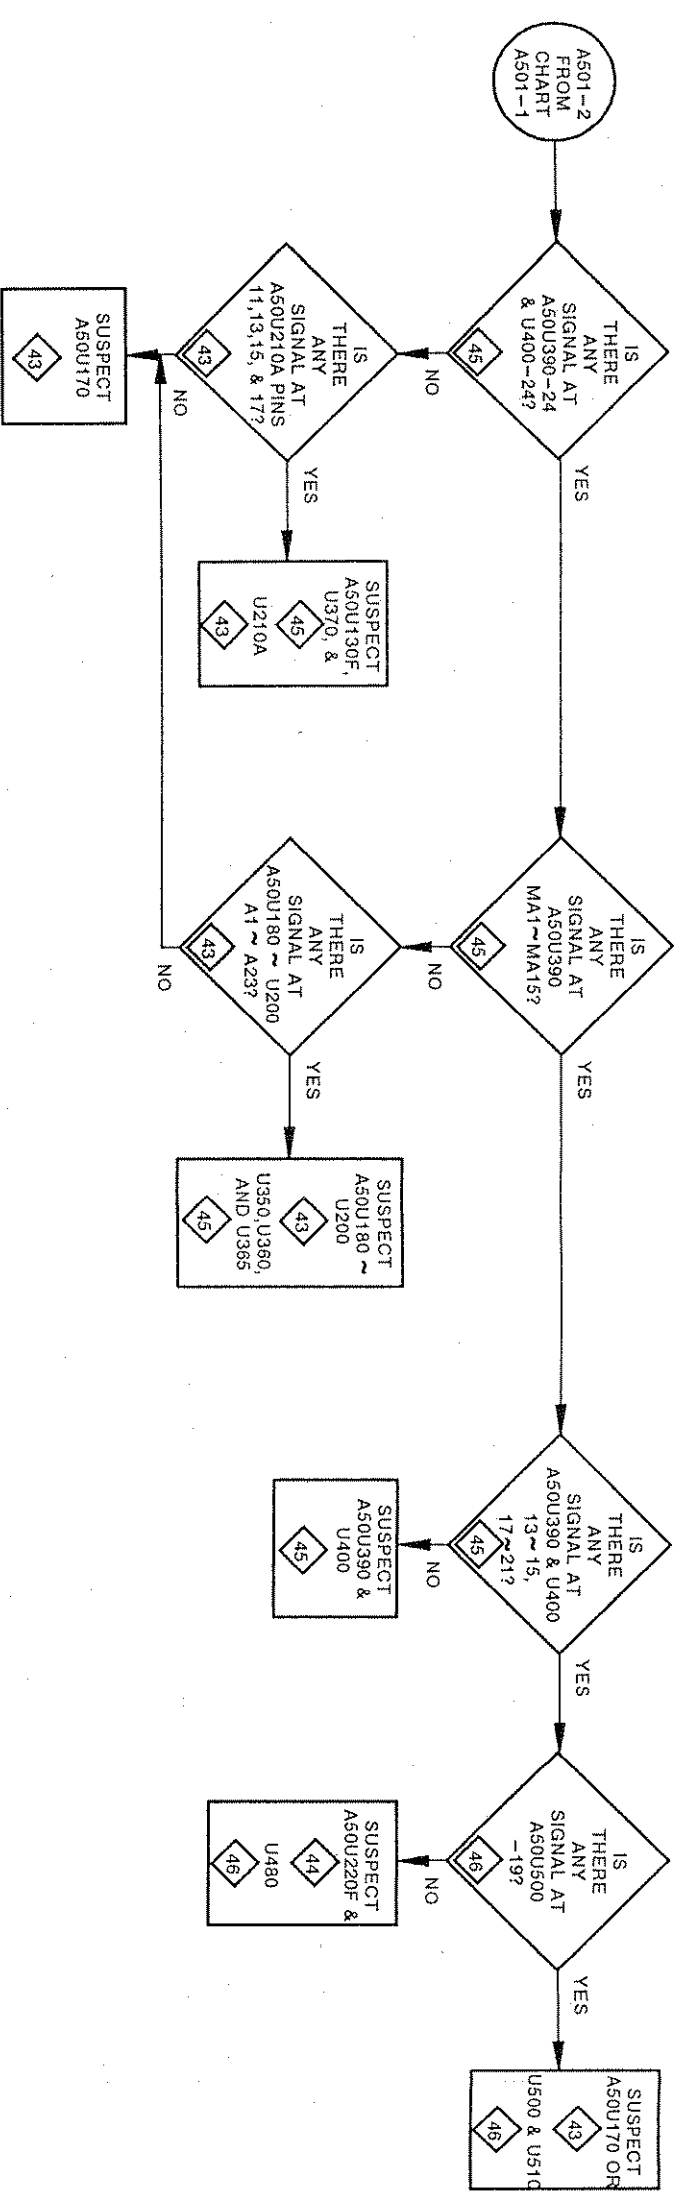 A501-2
FROM
CHART
A501-1
IS
THERE
ANY
SIGNAL AT
A50U390-24
& U400-24?
45
YES
NO
IS
THERE
ANY
SIGNAL AT
A50U210A PINS
11,13,15, & 17?
43
YES
NO
SUSPECT
A50U170
43
SUSPECT
A50U130F,
U370, &
45
U210A
43
IS
THERE
ANY
SIGNAL AT
A50U390
MA1~MA15?
45
YES
NO
IS
THERE
ANY
SIGNAL AT
A50U180 ~ U200
A1 ~ A23?
43
YES
NO
SUSPECT
A50U180 ~
U200
43
U350,U360,
AND U365
45
IS
THERE
ANY
SIGNAL AT
A50U390 & U400
13~15,
17~21?
45
YES
NO
SUSPECT
A50U390 &
U400
45
IS
THERE
ANY
SIGNAL AT
A50U500
-19?
46
YES
NO
SUSPECT
A50U220F &
44
U480
46
SUSPECT
A50U170 OR
43
U500 & U510
46